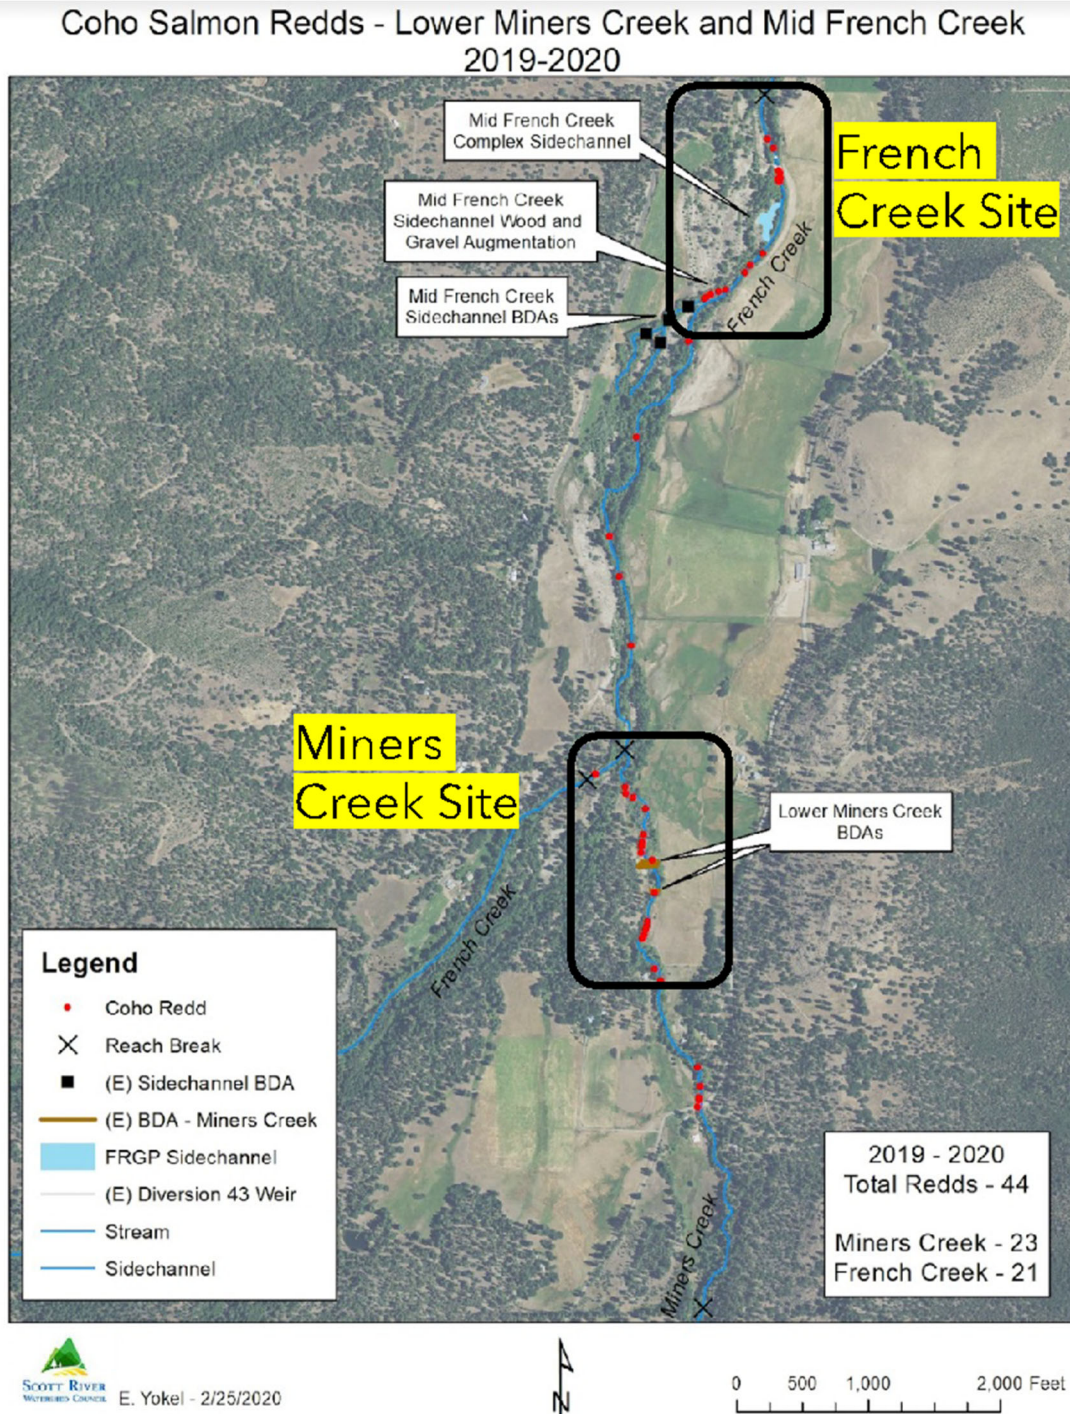 Coho Salmon Redds - Lower Miners Creek and Mid French Creek
2019-2020
Mid French Creek
Complex Sidechannel
French
Creek Site
Mid French Creek
Sidechannel Wood and
Gravel Augmentation
French Creek
Mid French Creek
Sidechannel BDAs
Miners
Creek Site
Lower Miners Creek
BDAs
French Creek
Legend
Coho Redd
Reach Break
(E) Sidechannel BDA
(E) BDA - Miners Creek
FRGP Sidechannel
(E) Diversion 43 Weir
Stream
Sidechannel
Miners Creek
2019 - 2020
Total Redds - 44
Miners Creek - 23
French Creek - 21
SCOTT RIVER
WATERSHED COUNCIL
E. Yokel - 2/25/2020
N
0 500 1,000 2,000 Feet